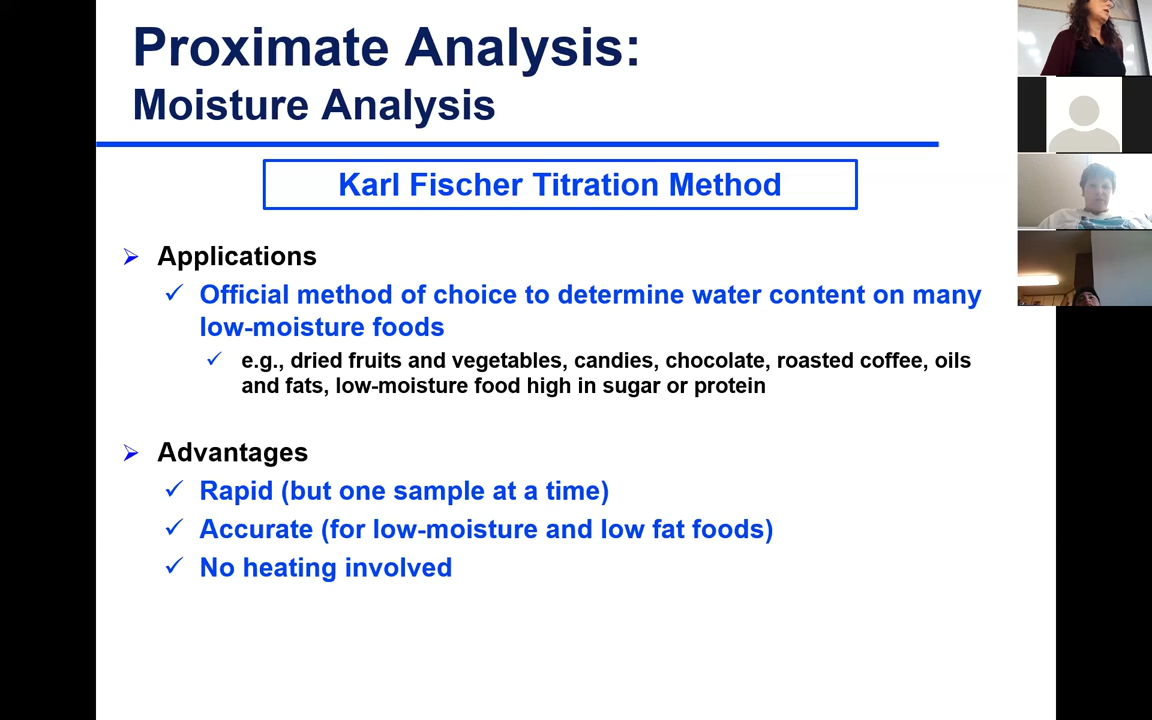 Proximate Analysis:
Moisture Analysis
Karl Fischer Titration Method
Applications
Official method of choice to determine water content on many
low-moisture foods
e.g., dried fruits and vegetables, candies, chocolate, roasted coffee, oils
and fats, low-moisture food high in sugar or protein
Advantages
Rapid (but one sample at a time)
Accurate (for low-moisture and low fat foods)
No heating involved